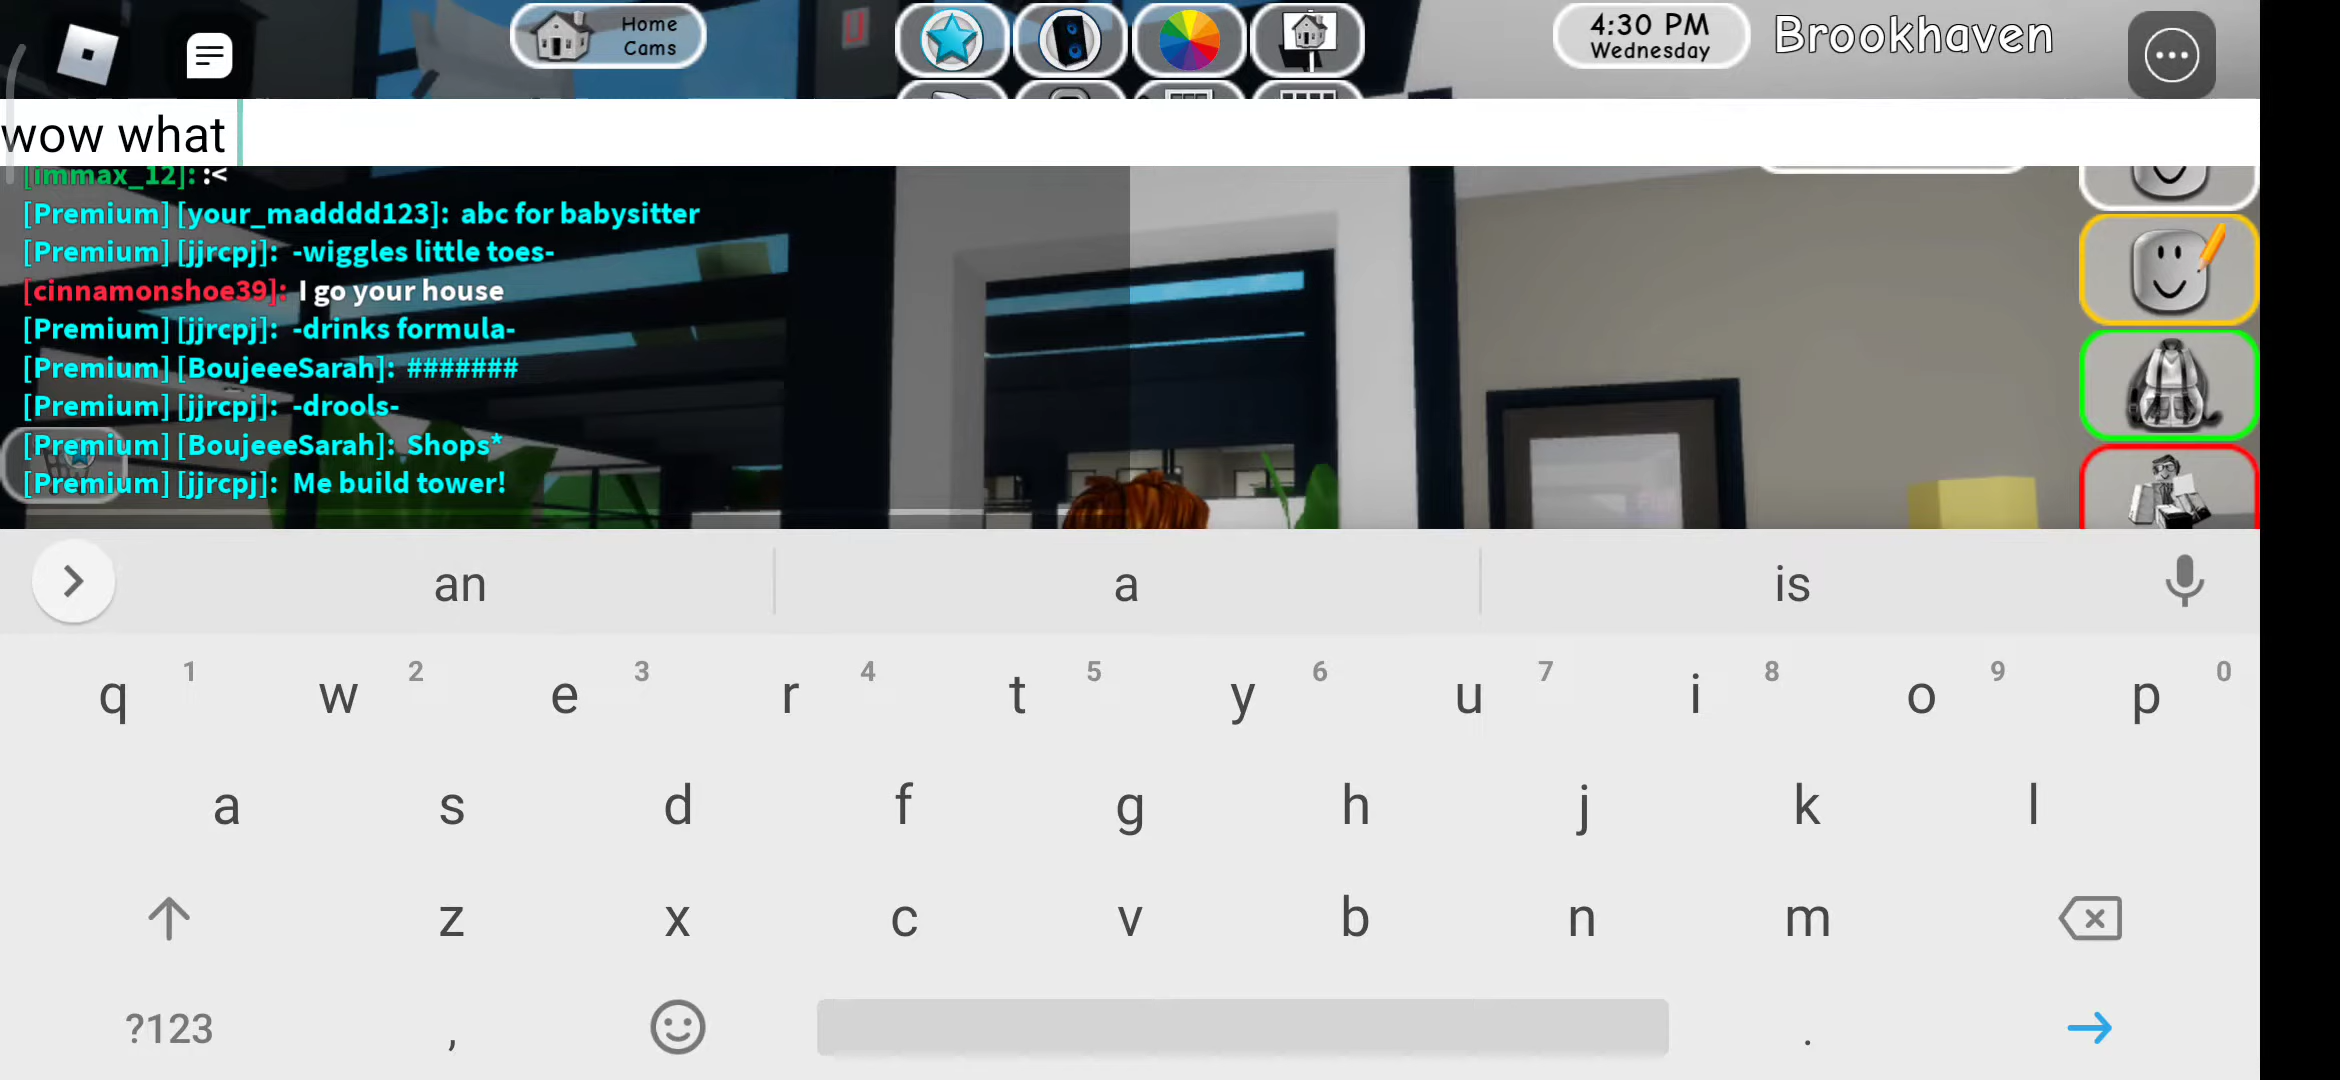 Home
Cams
4:30 PM
Wednesday
Brookhaven
wow what
[immax_12]: :<
[Premium] [your_madddd123]: abc for babysitter
[Premium] [jjrcpj]: -wiggles little toes-
[cinnamonshoe39]: I go your house
[Premium] [jjrcpj]: -drinks formula-
[Premium] [BoujeeeSarah]: #######
[Premium] [jjrcpj]: -drools-
[Premium] [BoujeeeSarah]: Shops*
[Premium] [jjrcpj]: Me build tower!
an a is
q 1 w 2 e 3 r 4 t 5 y 6 u 7 i 8 o 9 p 0
a s d f g h j k l
z x c v b n m
?123 , .